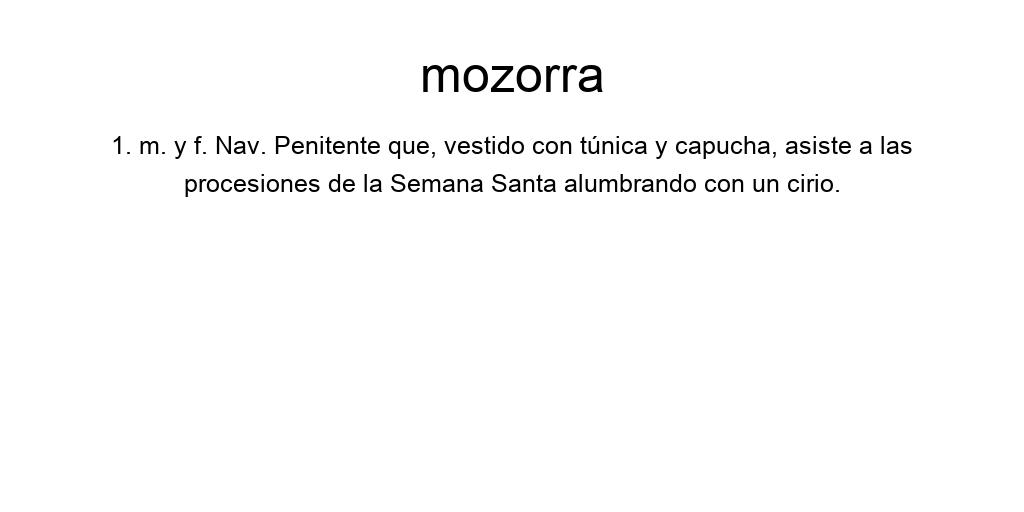 mozorra
1. m. y f. Nav. Penitente que, vestido con túnica y capucha, asiste a las
procesiones de la Semana Santa alumbrando con un cirio.